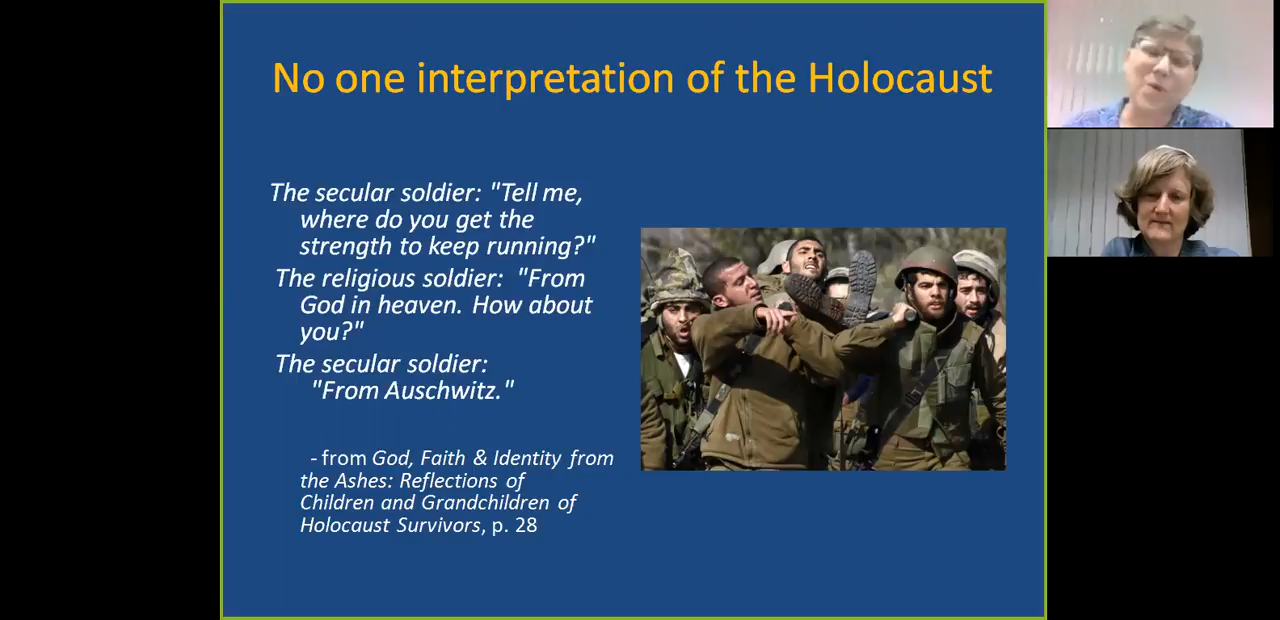 No one interpretation of the Holocaust
The secular soldier: "Tell me,
where do you get the
strength to keep running?"
The religious soldier: "From
God in heaven. How about
you?"
The secular soldier:
"From Auschwitz."
- from God, Faith & Identity from
the Ashes: Reflections of
Children and Grandchildren of
Holocaust Survivors, p. 28